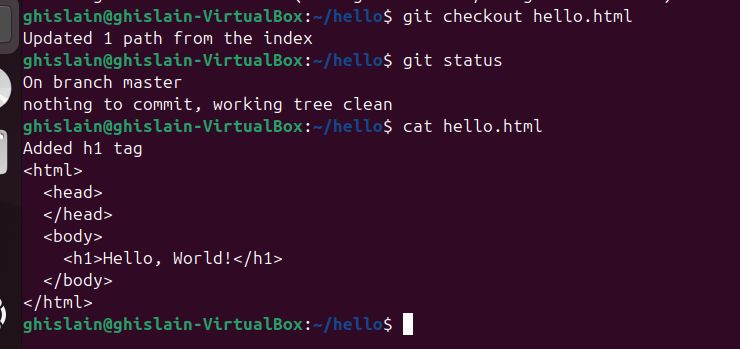 ghislain@ghislain-VirtualBox:~/hello$ git checkout hello.html
Updated 1 path from the index
ghislain@ghislain-VirtualBox:~/hello$ git status
On branch master
nothing to commit, working tree clean
ghislain@ghislain-VirtualBox:~/hello$ cat hello.html
Added h1 tag
<html>
  <head>
  </head>
  <body>
    <h1>Hello, World!</h1>
  </body>
</html>
ghislain@ghislain-VirtualBox:~/hello$